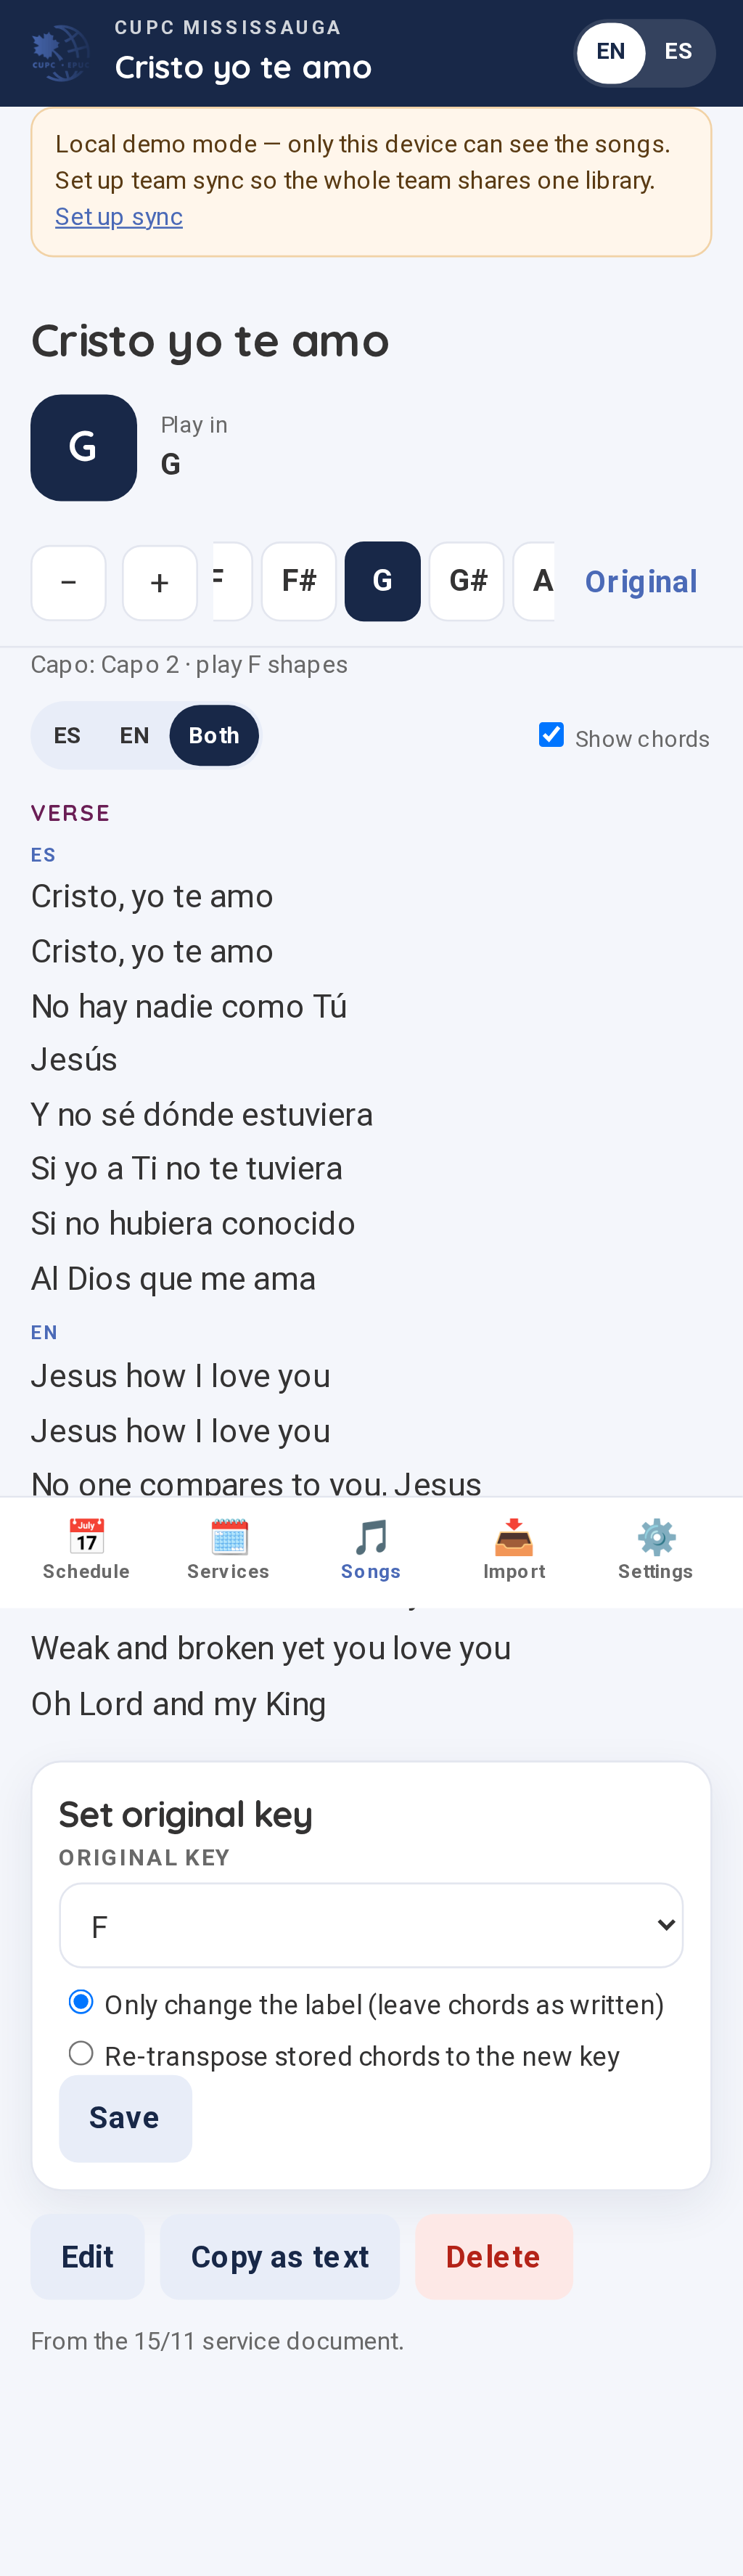 CUPC MISSISSAUGA
Cristo yo te amo
EN ES
CUPC • EPUC
Local demo mode — only this device can see the songs.
Set up team sync so the whole team shares one library.
Set up sync
Cristo yo te amo
G
Play in
G
− + F F# G G# A Original
Capo: Capo 2 · play F shapes
ES EN Both Show chords
VERSE
ES
Cristo, yo te amo
Cristo, yo te amo
No hay nadie como Tú
Jesús
Y no sé dónde estuviera
Si yo a Ti no te tuviera
Si no hubiera conocido
Al Dios que me ama
EN
Jesus how I love you
Jesus how I love you
No one compares to you, Jesus
July
17
Schedule Services Songs Import Settings
Weak and broken yet you love you
Oh Lord and my King
Set original key
ORIGINAL KEY
F
Only change the label (leave chords as written)
Re-transpose stored chords to the new key
Save
Edit Copy as text Delete
From the 15/11 service document.